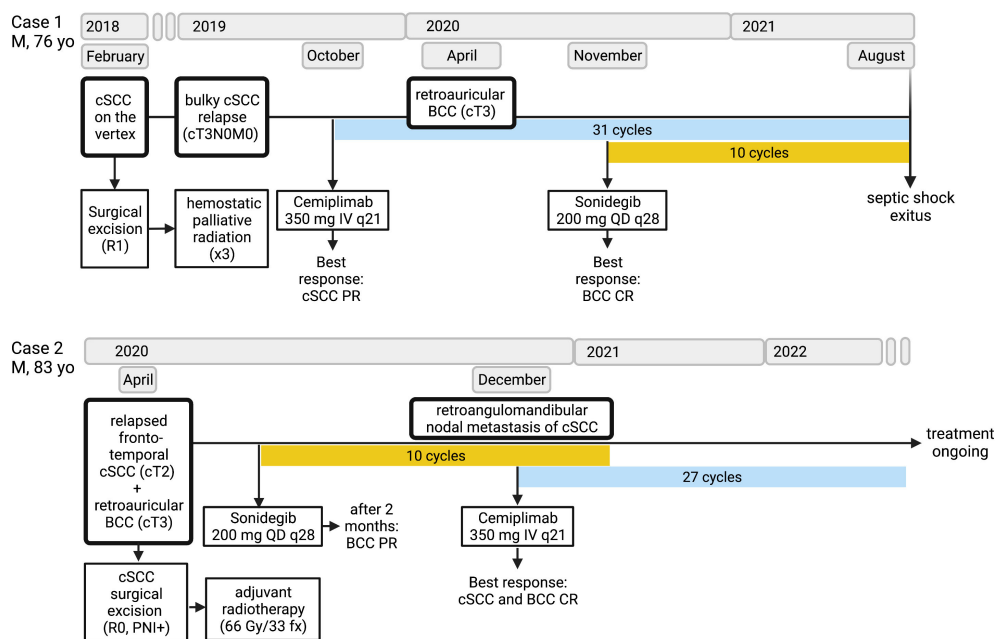 Case 1
M, 76 yo
2018
2019
2020
2021
February
October
April
November
August
cSCC
on the
vertex
bulky cSCC
relapse
(cT3N0M0)
retroauricular
BCC (cT3)
31 cycles
10 cycles
Surgical
excision
(R1)
hemostatic
palliative
radiation
(x3)
Cemiplimab
350 mg IV q21
Best
response:
cSCC PR
Sonidegib
200 mg QD q28
Best
response:
BCC CR
septic shock
exitus
Case 2
M, 83 yo
2020
2021
2022
April
December
relapsed
fronto-
temporal
cSCC (cT2)
+
retroauricular
BCC (cT3)
retroangulomandibular
nodal metastasis of cSCC
10 cycles
27 cycles
treatment
ongoing
Sonidegib
200 mg QD q28
after 2
months:
BCC PR
Cemiplimab
350 mg IV q21
Best response:
cSCC and BCC CR
cSCC
surgical
excision
(R0, PNI+)
adjuvant
radiotherapy
(66 Gy/33 fx)